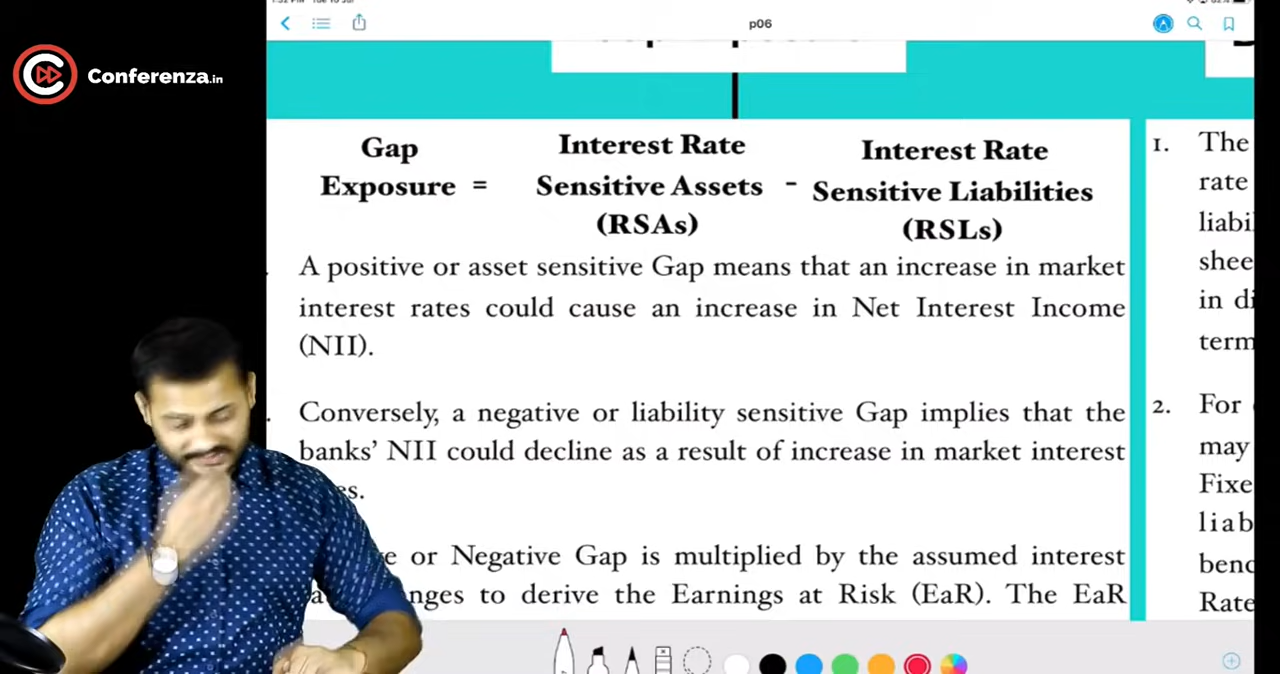 p06
Conferenza.in
Gap
Exposure =
Interest Rate
Sensitive Assets
(RSAs)
-
Interest Rate
Sensitive Liabilities
(RSLs)
A positive or asset sensitive Gap means that an increase in market
interest rates could cause an increase in Net Interest Income
(NII).
Conversely, a negative or liability sensitive Gap implies that the
banks' NII could decline as a result of increase in market interest
or Negative Gap is multiplied by the assumed interest
to derive the Earnings at Risk (EaR). The EaR
1. The
rate
in
2. For
may